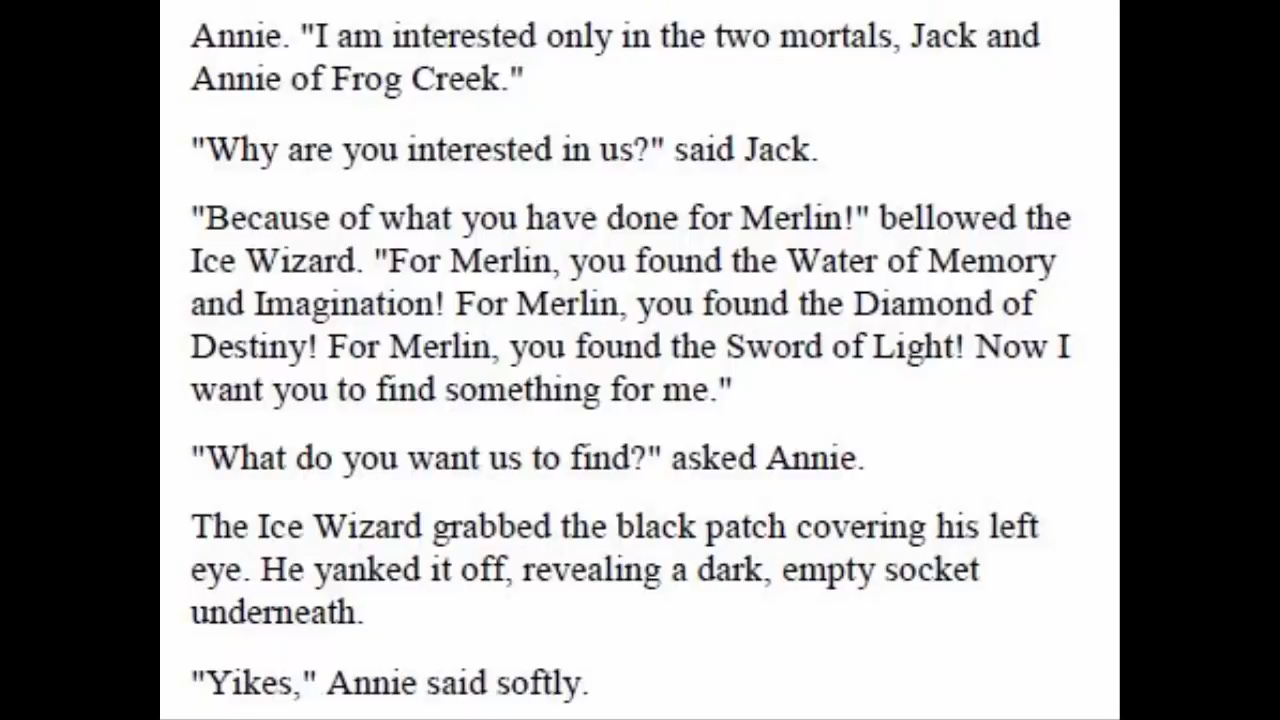 Annie. "I am interested only in the two mortals, Jack and
Annie of Frog Creek."
"Why are you interested in us?" said Jack.
"Because of what you have done for Merlin!" bellowed the
Ice Wizard. "For Merlin, you found the Water of Memory
and Imagination! For Merlin, you found the Diamond of
Destiny! For Merlin, you found the Sword of Light! Now I
want you to find something for me."
"What do you want us to find?" asked Annie.
The Ice Wizard grabbed the black patch covering his left
eye. He yanked it off, revealing a dark, empty socket
underneath.
"Yikes," Annie said softly.